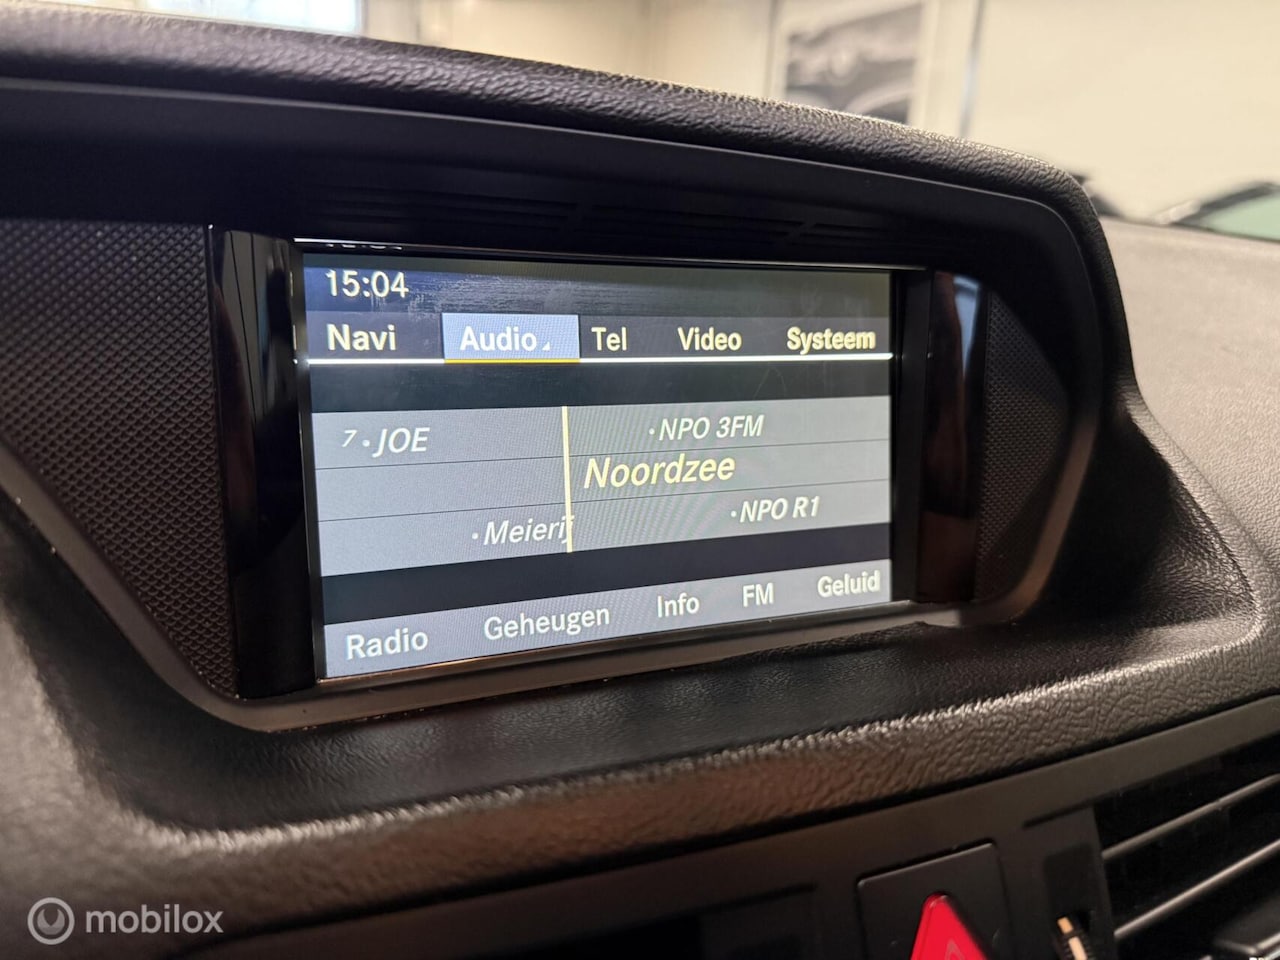 15:04
Navi Audio Tel Video Systeem
7 • JOE • NPO 3FM
Noordzee
• Meierij • NPO R1
Radio Geheugen Info FM Geluid
mobilox